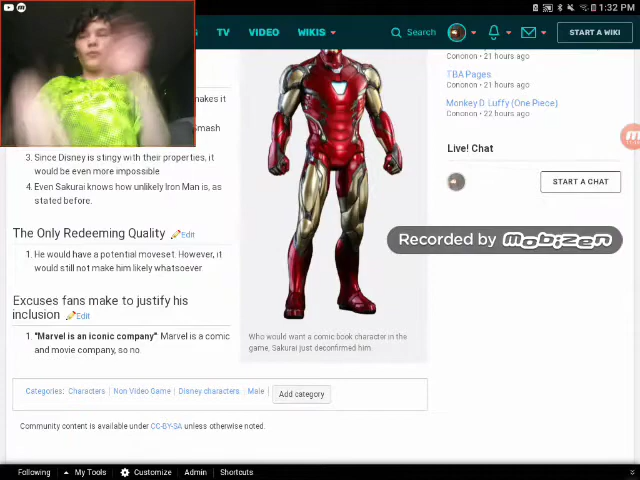 1:32 PM
TV VIDEO WIKIS Search START A WIKI
Conon01 • 21 hours ago
TBA Pages
Conon01 • 21 hours ago
Monkey D. Luffy (One Piece)
Conon01 • 22 hours ago
Live! Chat
START A CHAT
makes it
Smash
3. Since Disney is stingy with their properties, it
would be even more impossible
4. Even Sakurai knows how unlikely Iron Man is, as
stated before.
The Only Redeeming Quality Edit
1. He would have a potential moveset. However, it
would still not make him likely whatsoever.
Excuses fans make to justify his
inclusion Edit
1. "Marvel is an iconic company" Marvel is a comic
and movie company, so no
Who would want a comic book character in the
game, Sakurai just deconfirmed him.
Recorded by mobizen
Categories: Characters Non Video Game Disney characters Male Add category
Community content is available under CC-BY-SA unless otherwise noted.
Following My Tools Customize Admin Shortcuts